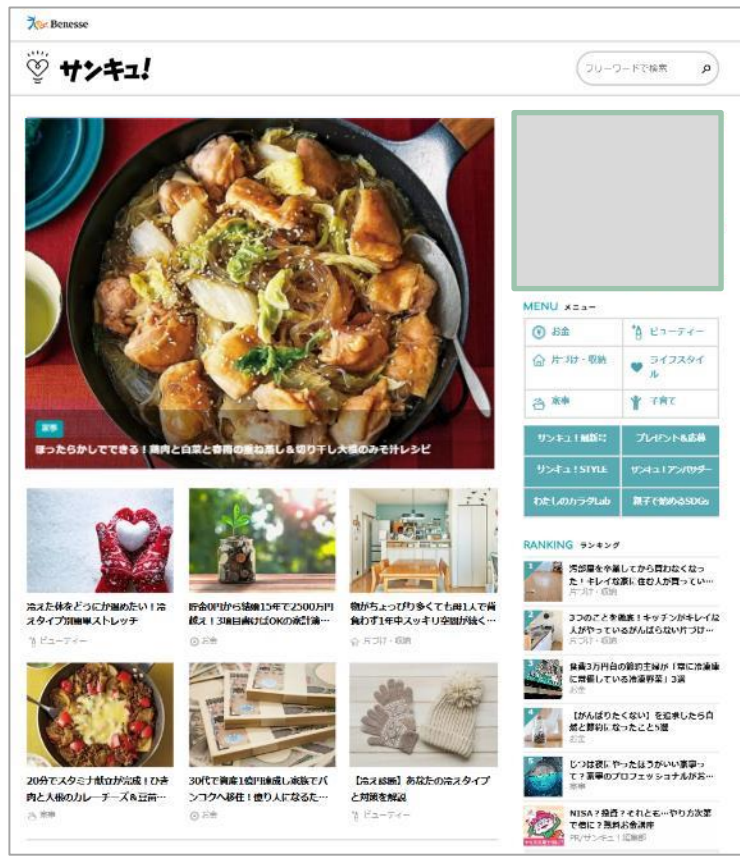 Benesse
サンキュ!
フリーワードで検索
家事
ほったらかしでできる!鶏肉と白菜と春雨の重ね蒸し&切り干し大根のみそ汁レシピ
冷えた体をどうにか温めたい!冷
えタイプ別簡単ストレッチ
ビューティー
貯金0円から結婚15年で2500万円
越え!3項目書けばOKの家計簿…
お金
物がちょっぴり多くても毎1人で背
負わず1年中スッキリ空間が続く…
片づけ・収納
20分でスタミナ献立が完成!ひき
肉と大根のカレーチーズ&豆苗…
家事
30代で資産1億円達成し家族でバ
ンコクへ移住!億り人になるた…
お金
【冷え診断】あなたの冷えタイプ
と対策を解説
ビューティー
MENU メニュー
お金
ビューティー
片づけ・収納
ライフスタイ
ル
家事
子育て
サンキュ!最新号
プレゼント&応募
サンキュ!STYLE
サンキュ!アンバサダー
わたしのカラダLab
親子で始めるSDGs
RANKING ランキング
1
汚部屋を卒業してから買わなくなっ
た!キレイな家に住む人が買ってい…
片づけ・収納
2
3つのことを徹底!キッチンがキレイな
人がやっているがんばらない片づけ…
片づけ・収納
3
食費3万円台の節約主婦が「常に冷凍庫
に常備している冷凍野菜」3選
お金
4
【がんばりたくない】を追求したら自
然と節約になったこと5選
お金
5
じつは夜にやったほうがいい家事っ
て?家事のプロフェッショナルがお…
家事
NISA?投資?それとも…やり方次第
で倍に?無料お金講座
PR/サンキュ!編集部